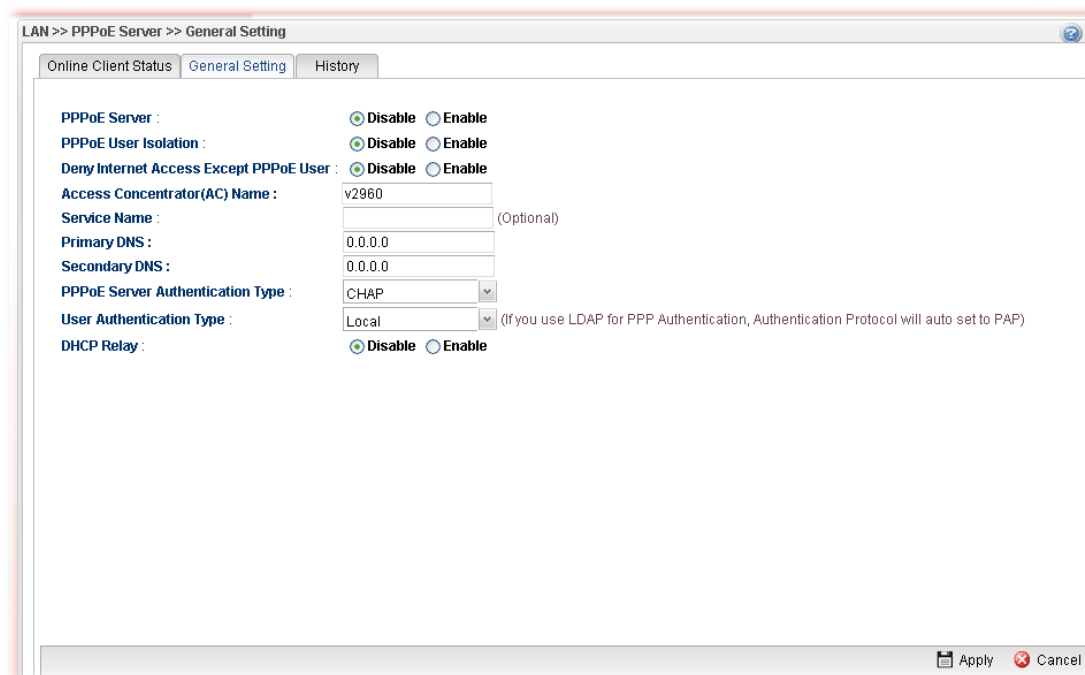 LAN >> PPPoE Server >> General Setting
Online Client Status General Setting History
PPPoE Server : Disable Enable
PPPoE User Isolation : Disable Enable
Deny Internet Access Except PPPoE User : Disable Enable
Access Concentrator(AC) Name : v2960
Service Name : (Optional)
Primary DNS : 0.0.0.0
Secondary DNS : 0.0.0.0
PPPoE Server Authentication Type : CHAP
User Authentication Type : Local (If you use LDAP for PPP Authentication, Authentication Protocol will auto set to PAP)
DHCP Relay : Disable Enable
Apply Cancel